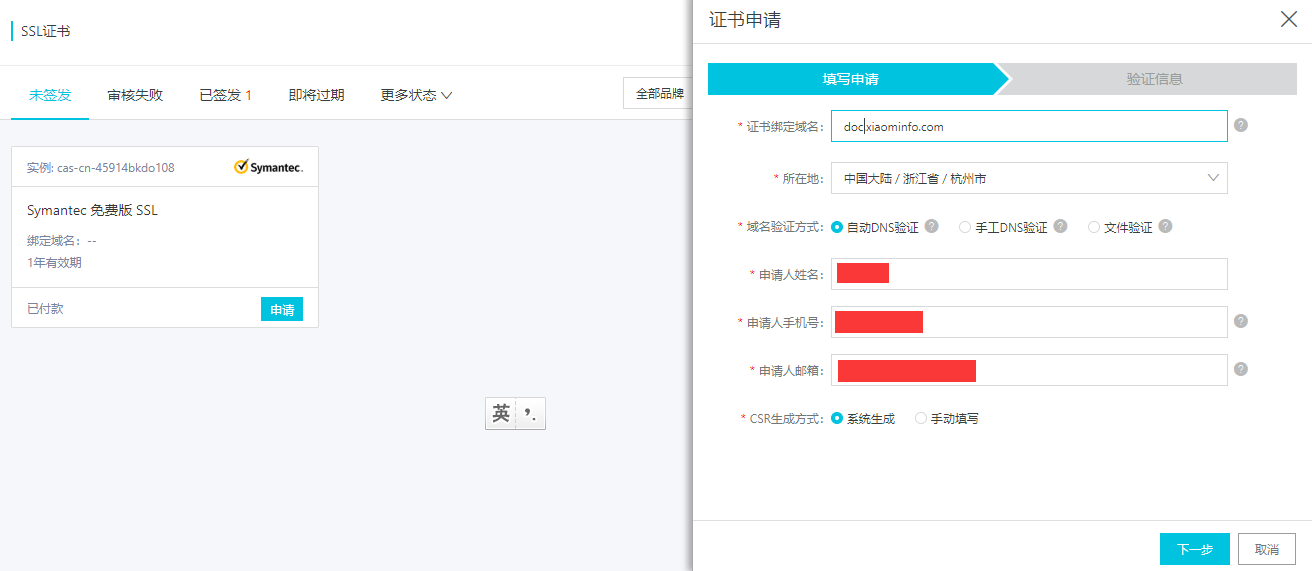 SSL证书
未签发 审核失败 已签发 1 即将过期 更多状态 全部品牌
实例: cas-cn-45914bkdo108 Symantec.
Symantec 免费版 SSL
绑定域名: --
1年有效期
已付款 申请
英 ，.
证书申请
填写申请 验证信息
* 证书绑定域名: doc.xiaominfo.com ?
* 所在地: 中国大陆 / 浙江省 / 杭州市
* 域名验证方式: 自动DNS验证 ? 手工DNS验证 ? 文件验证 ?
* 申请人姓名:
* 申请人手机号: ?
* 申请人邮箱: ?
* CSR生成方式: 系统生成 手动填写
下一步 取消